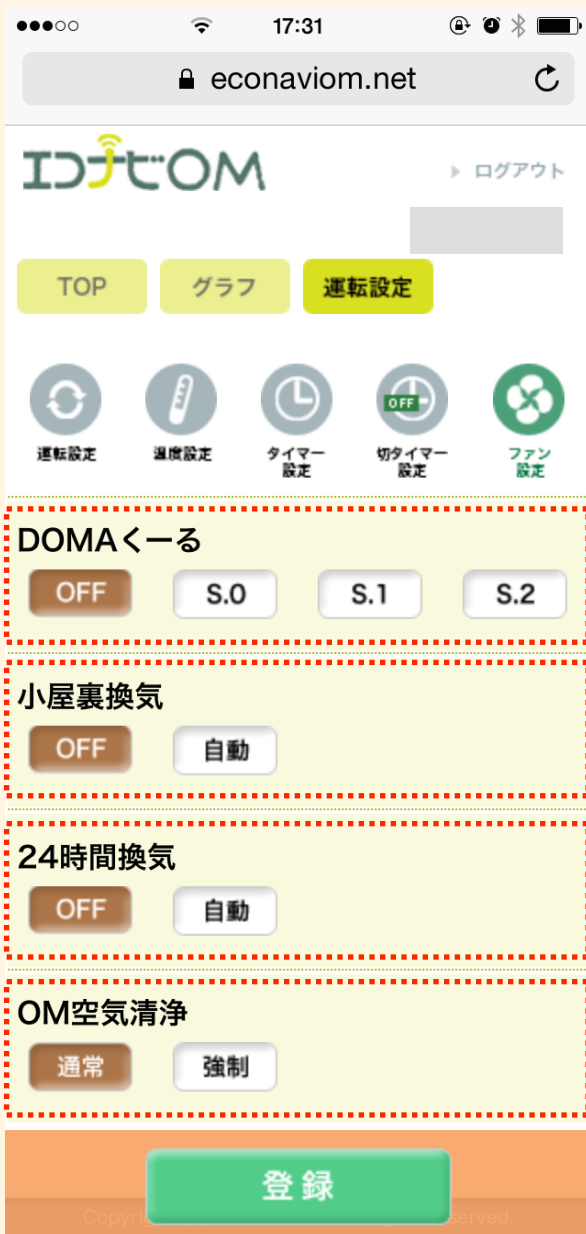 17:31
econaviom.net
エコナビOM
ログアウト
TOP
グラフ
運転設定
OFF
運転設定
温度設定
タイマー
設定
切タイマー
設定
ファン
設定
DOMAくーる
OFF
S.0
S.1
S.2
小屋裏換気
OFF
自動
24時間換気
OFF
自動
OM空気清浄
通常
強制
登録